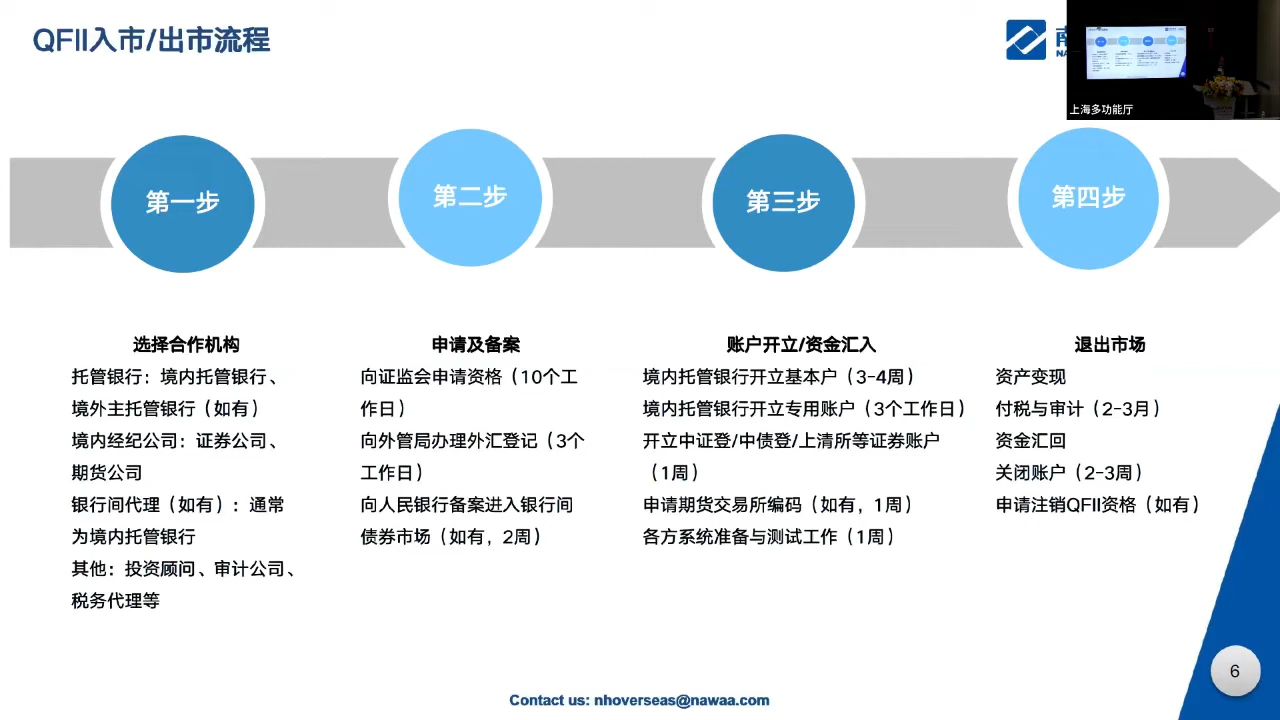 QFII入市/出市流程
上海多功能厅
第一步
第二步
第三步
第四步
选择合作机构
托管银行：境内托管银行、
境外主托管银行（如有）
境内经纪公司：证券公司、
期货公司
银行间代理（如有）：通常
为境内托管银行
其他：投资顾问、审计公司、
税务代理等
申请及备案
向证监会申请资格（10个工
作日）
向外管局办理外汇登记（3个
工作日）
向人民银行备案进入银行间
债券市场（如有，2周）
账户开立/资金汇入
境内托管银行开立基本户（3-4周）
境内托管银行开立专用账户（3个工作日）
开立中证登/中债登/上清所等证券账户
（1周）
申请期货交易所编码（如有，1周）
各方系统准备与测试工作（1周）
退出市场
资产变现
付税与审计（2-3月）
资金汇回
关闭账户（2-3周）
申请注销QFII资格（如有）
6
Contact us: nhoverseas@nawaa.com